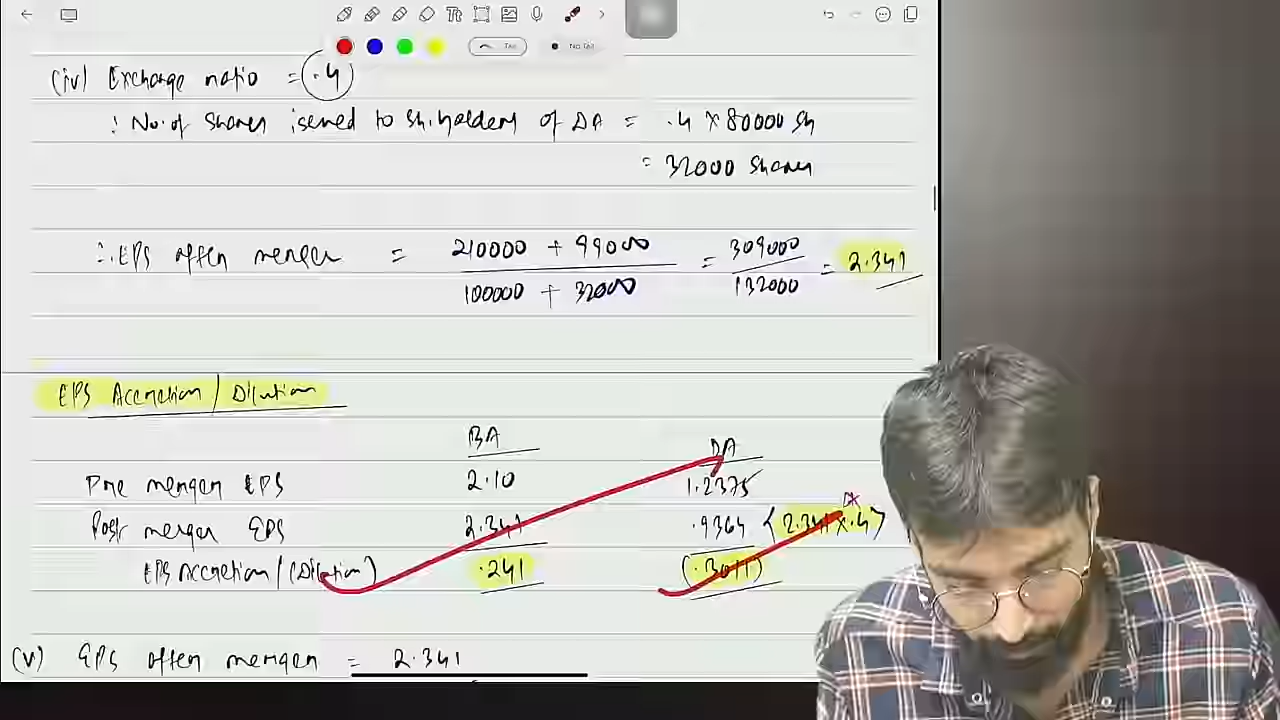 (iv) Exchange ratio = .4
: No. of shares issued to sh.holders of DA = .4 x 80000 sh
= 32000 shares
∴ EPS after merger = 210000 + 99000 / 100000 + 32000 = 309000 / 132000 = 2.341
EPS Accretion / Dilution
BA DA
Pre merger EPS 2.10 1.2375
Post merger EPS 2.341 .9364 (2.341 x .4)
EPS Accretion / (Dilution) .241 (.3011)
(v) EPS after merger = 2.341